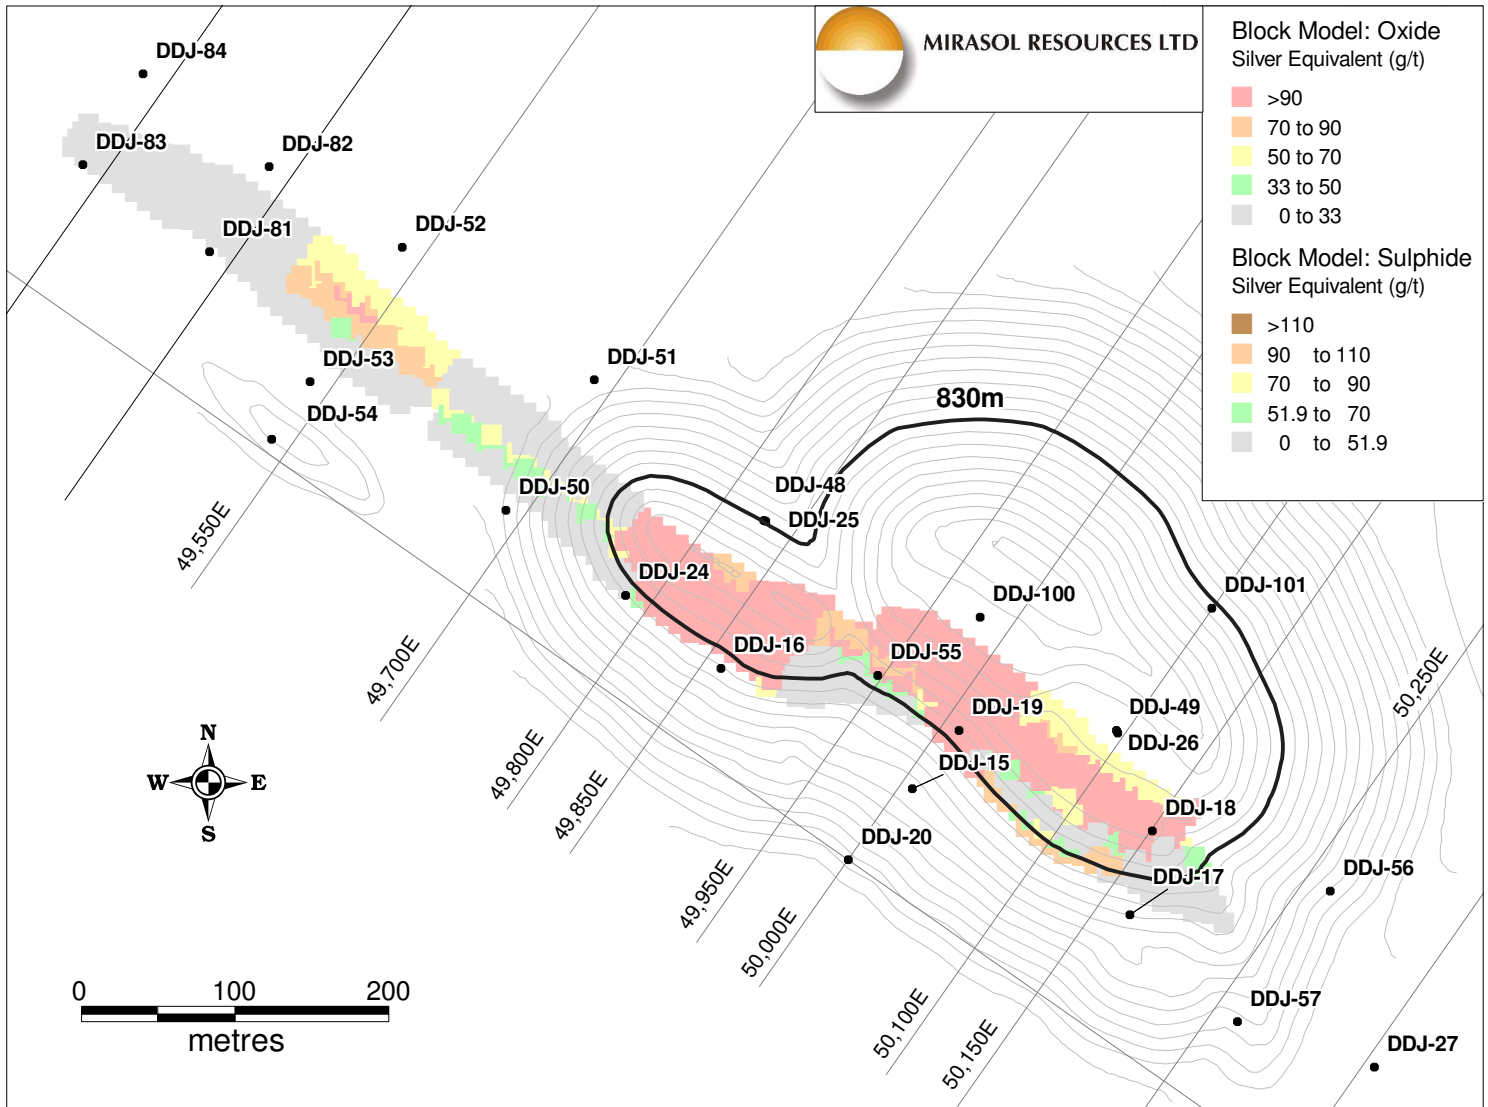 MIRASOL RESOURCES LTD
Block Model: Oxide
Silver Equivalent (g/t)
>90
70 to 90
50 to 70
33 to 50
0 to 33
Block Model: Sulphide
Silver Equivalent (g/t)
>110
90 to 110
70 to 90
51.9 to 70
0 to 51.9
DDJ-84
DDJ-83
DDJ-82
DDJ-81
DDJ-52
DDJ-53
DDJ-51
DDJ-54
830m
DDJ-48
DDJ-50
DDJ-25
49,550E
DDJ-24
DDJ-101
DDJ-100
DDJ-16
DDJ-55
49,700E
50,250E
DDJ-19
DDJ-49
DDJ-26
N
W
E
S
49,800E
DDJ-15
49,850E
DDJ-18
DDJ-20
DDJ-56
DDJ-17
49,950E
50,000E
0 100 200
metres
DDJ-57
50,100E
50,150E
DDJ-27